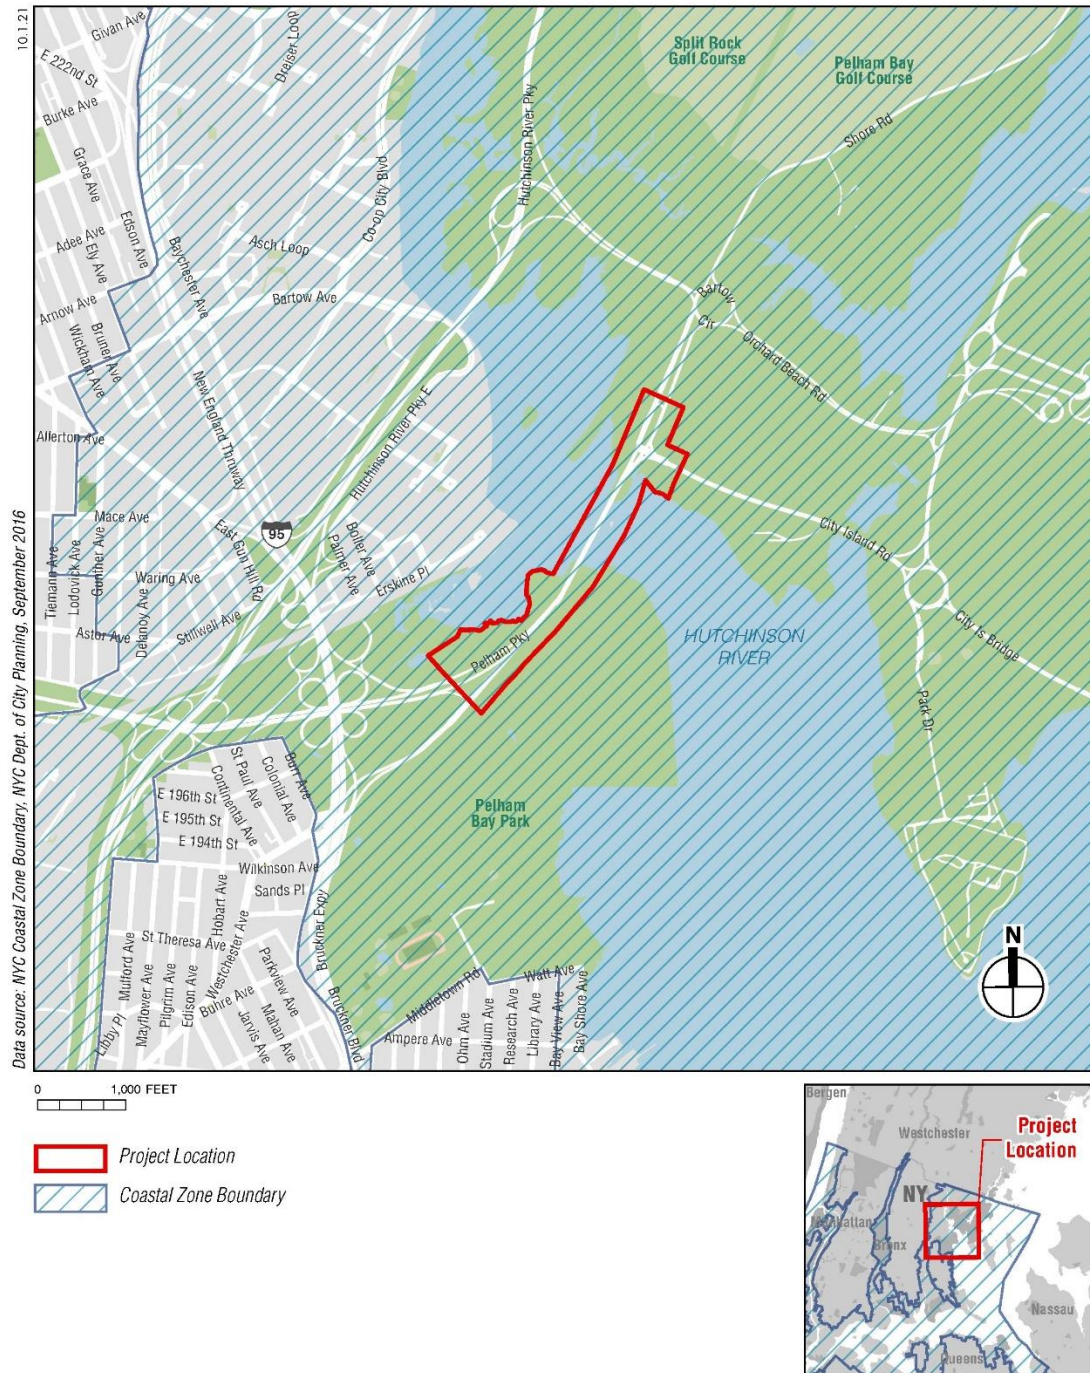 10.1.21
Data source: NYC Coastal Zone Boundary, NYC Dept. of City Planning, September 2016
Givan Ave
E 222nd St
Burke Ave
Grace Ave
Adee Ave
Ely Ave
Edson Ave
Arnow Ave
Bruner Ave
Wickham Ave
Allerton Ave
Mace Ave
Tiemann Ave
Lodovick Ave
Gunther Ave
Waring Ave
Astor Ave
Delanoy Ave
Stillwell Ave
Baychester Ave
Dreiser Loop
Asch Loop
Co-op City Blvd
Bartow Ave
New England Thruway
East Gun Hill Rd
95
Hutchinson River Pky
Hutchinson River Pky E
Boller Ave
Palmer Ave
Erskine Pl
Split Rock
Golf Course
Pelham Bay
Golf Course
Shore Rd
Bartow
Cir
Orchard Beach Rd
City Island Rd
City Is Bridge
Park Dr
Pelham Pky
HUTCHINSON
RIVER
Pelham
Bay Park
Burr Ave
Colonial Ave
St Paul Ave
Continental Ave
E 196th St
E 195th St
E 194th St
Wilkinson Ave
Sands Pl
Hobart Ave
Westchester Ave
St Theresa Ave
Bruckner Expy
Bruckner Blvd
Libby Pl
Mulford Ave
Mayflower Ave
Pilgrim Ave
Edison Ave
Buhre Ave
Jarvis Ave
Mahan Ave
Parkview Ave
Middletown Rd
Watt Ave
Ampere Ave
Ohm Ave
Stadium Ave
Research Ave
Library Ave
Bay View Ave
Bay Shore Ave
N
0 1,000 FEET
Project Location
Coastal Zone Boundary
Bergen
Westchester
Project
Location
NY
Manhattan
Bronx
Nassau
Queens